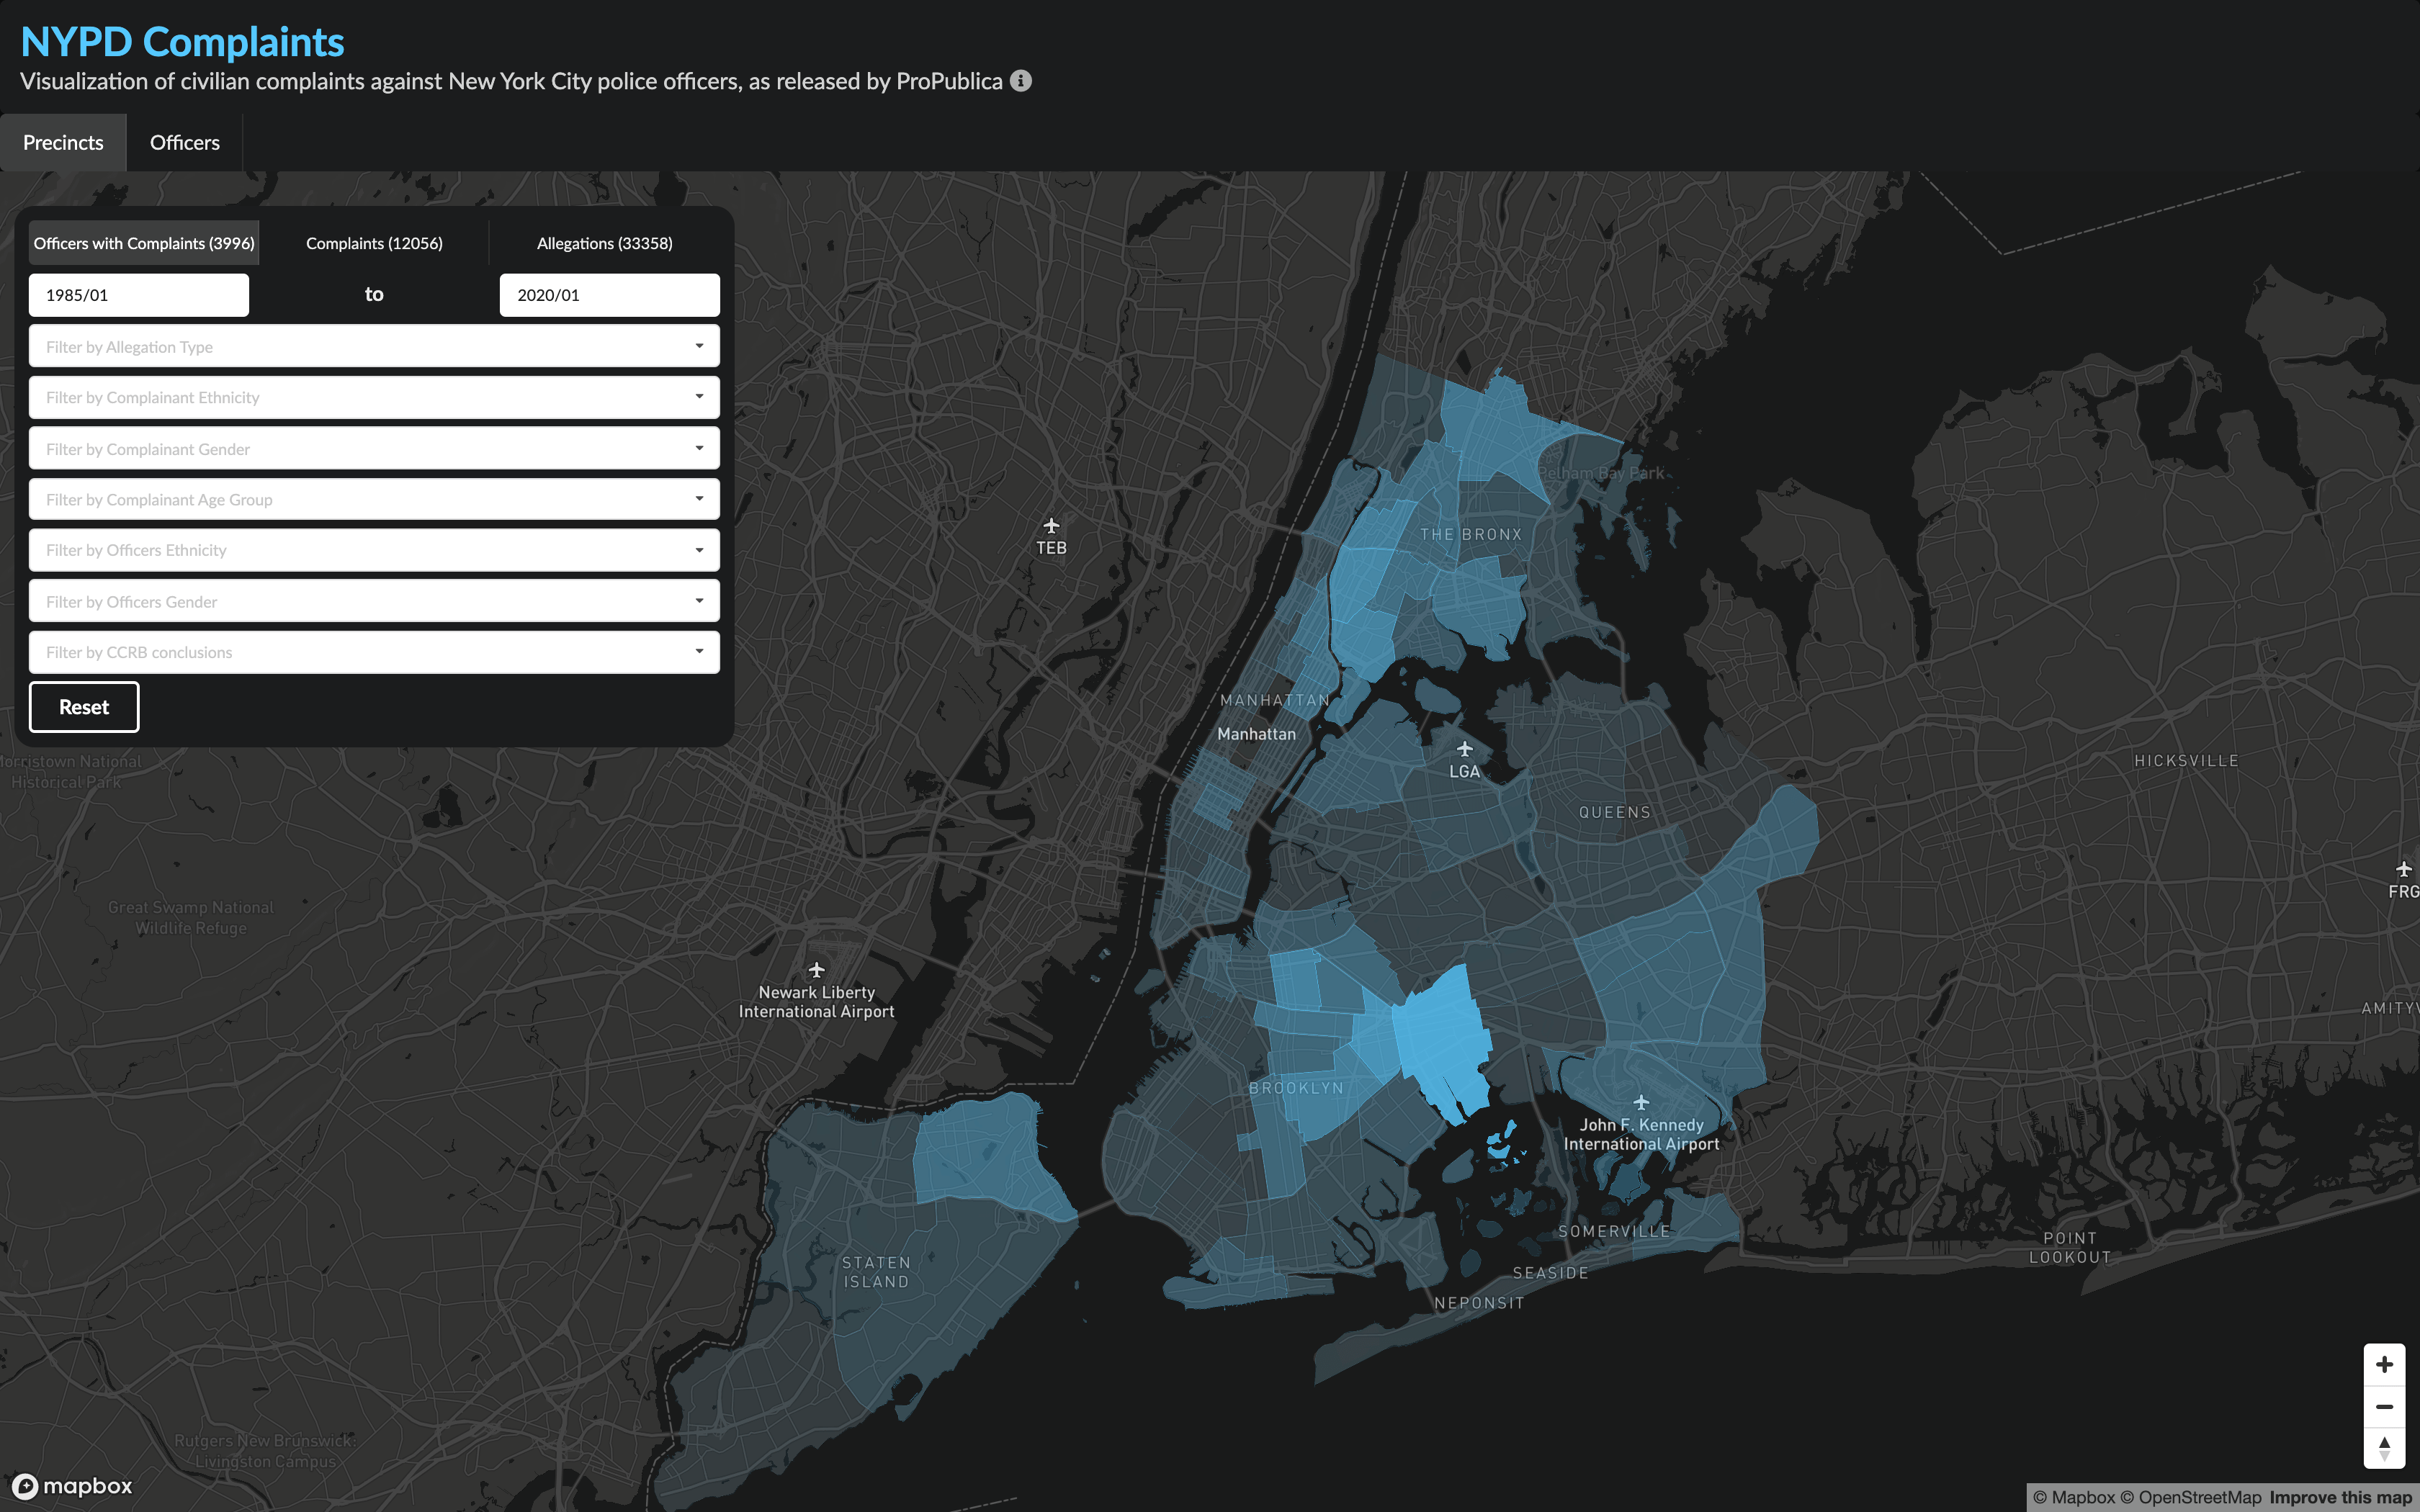 NYPD Complaints
Visualization of civilian complaints against New York City police officers, as released by ProPublica
Precincts
Officers
Officers with Complaints (3996)
Complaints (12056)
Allegations (33358)
1985/01
to
2020/01
Filter by Allegation Type
Filter by Complainant Ethnicity
Filter by Complainant Gender
Filter by Complainant Age Group
Filter by Officers Ethnicity
Filter by Officers Gender
Filter by CCRB conclusions
Reset
Pelham Bay Park
THE BRONX
TEB
MANHATTAN
Manhattan
LGA
QUEENS
HICKSVILLE
Morristown National
Historical Park
FRG
Great Swamp National
Wildlife Refuge
Newark Liberty
International Airport
AMITYV
BROOKLYN
John F. Kennedy
International Airport
SOMERVILLE
POINT
LOOKOUT
STATEN
ISLAND
SEASIDE
NEPONSIT
Rutgers New Brunswick:
Livingston Campus
mapbox
© Mapbox © OpenStreetMap Improve this map